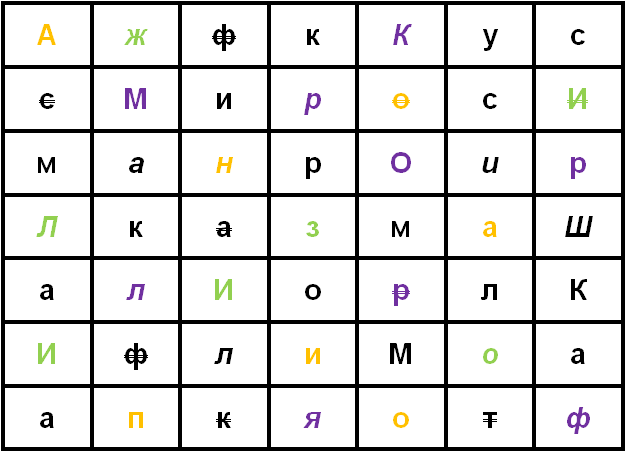 А ж ф к К у с
є М и р о с И
м а н р О и р
Л к а з м а Ш
а л И о р л К
И ф л и М о а
а п к я о т ф